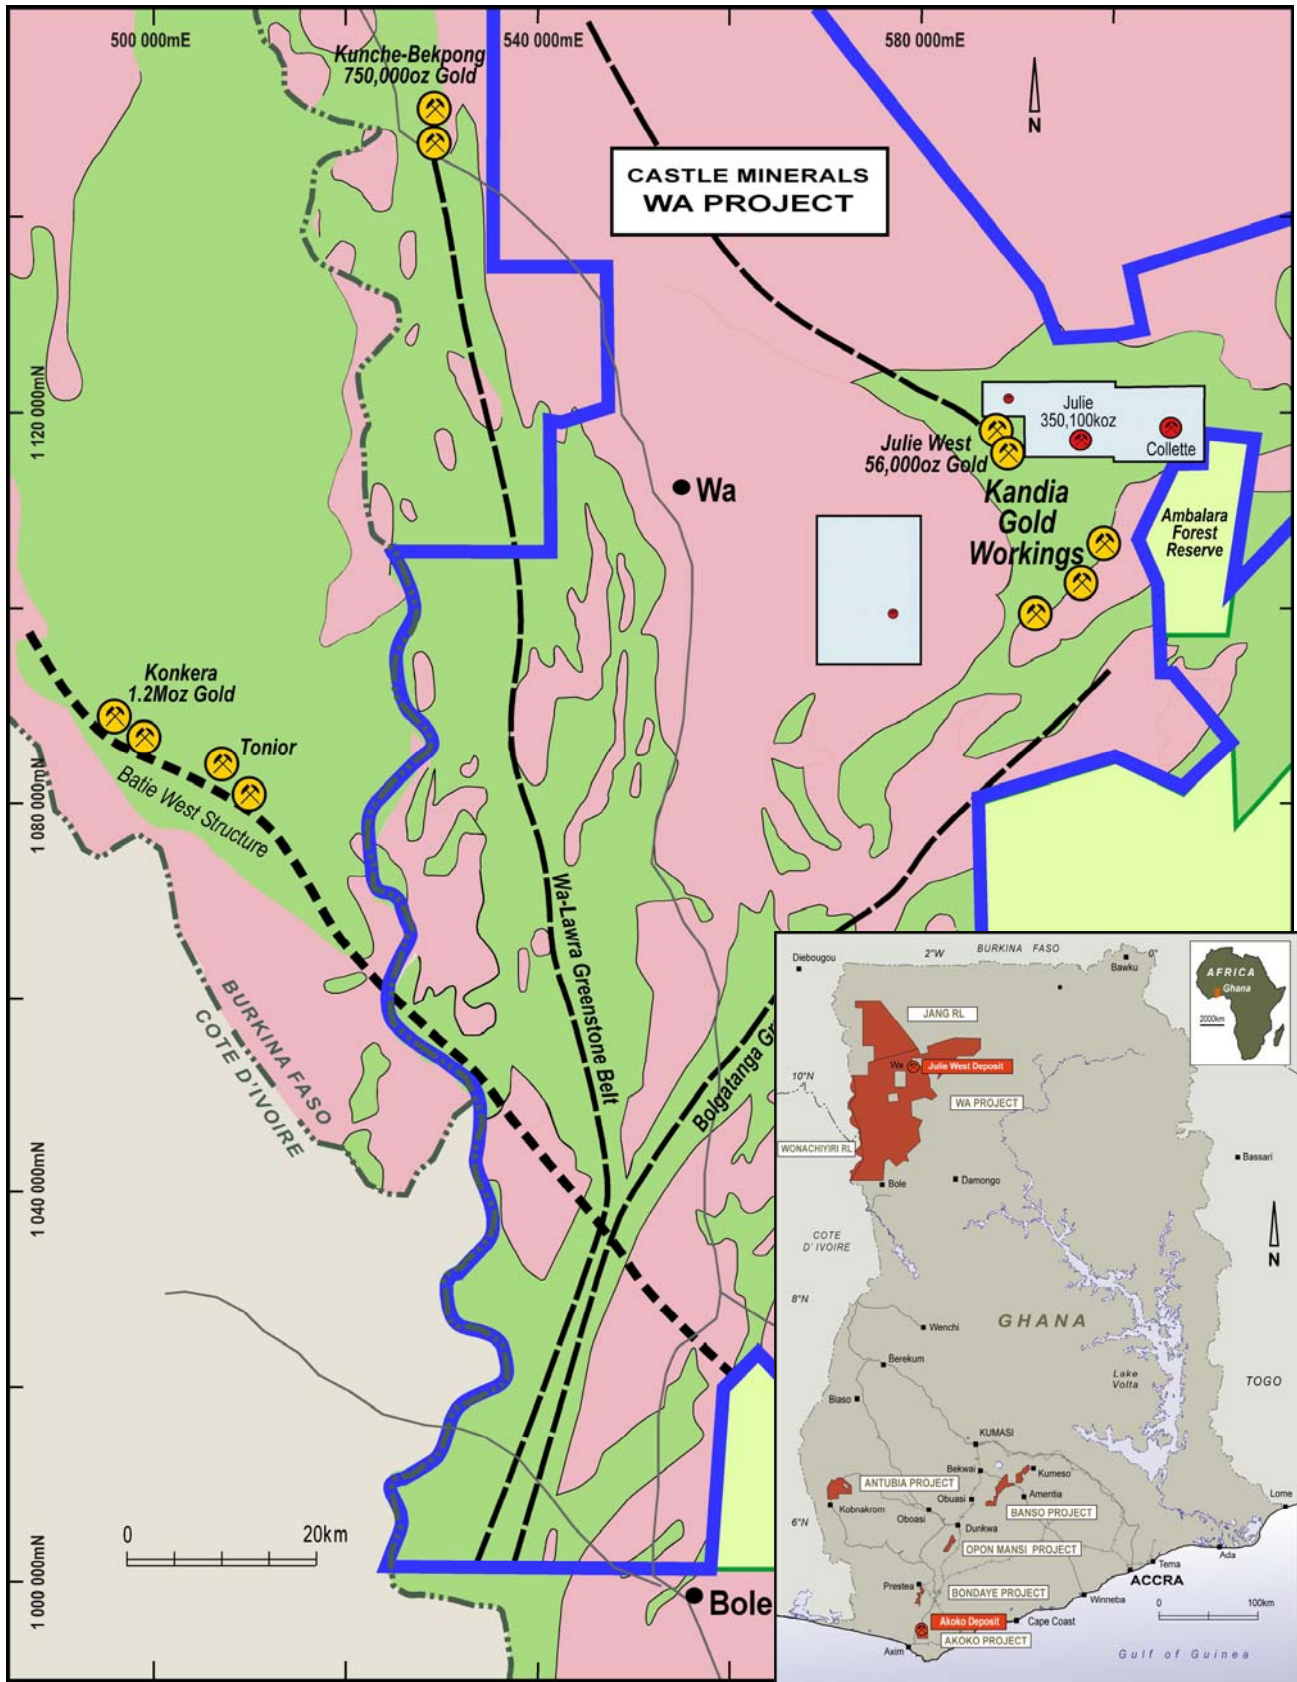 500 000mE
540 000mE
580 000mE
Kunche-Bekpong
750,000oz Gold
N
CASTLE MINERALS
WA PROJECT
1 120 000mN
Julie
350,100koz
Collette
Julie West
56,000oz Gold
Wa
Kandia
Gold
Workings
Ambalara
Forest
Reserve
Konkera
1.2Moz Gold
Tonior
Batie West Structure
1 080 000mN
Wa-Lawra Greenstone Belt
Bolgatanga Gr
BURKINA FASO
COTE D'IVOIRE
1 040 000mN
0 20km
1 000 000mN
Bole
Diebougou
2°W
BURKINA FASO
Bawku
0°
AFRICA
Ghana
2000km
JANG RL
Wa
Julie West Deposit
10°N
WA PROJECT
WONACHIYIRI RL
Bassari
Bole
Damongo
COTE
D' IVOIRE
N
8°N
GHANA
Wenchi
Berekum
Lake
Volta
TOGO
Biaso
KUMASI
Bekwai
Kumeso
ANTUBIA PROJECT
Amentia
Obuasi
Kobnakrom
Oboasi
BANSO PROJECT
Lome
6°N
Dunkwa
OPON MANSI PROJECT
Ada
Tema
ACCRA
Prestea
BONDAYE PROJECT
Winneba
Akoko Deposit
Cape Coast
0 100km
AKOKO PROJECT
Axim
Gulf of Guinea